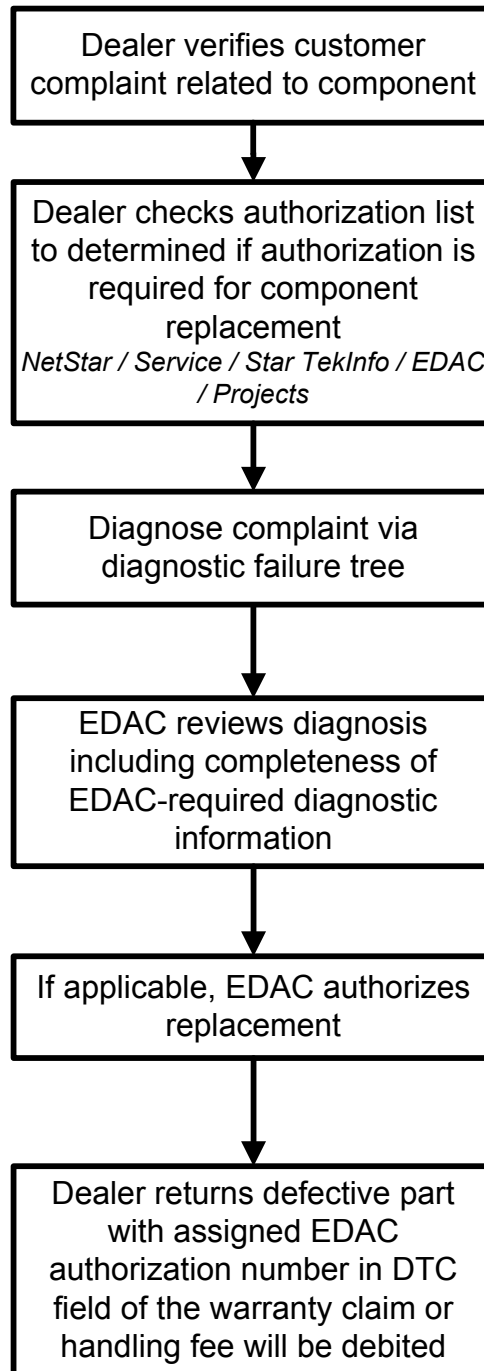 Dealer verifies customer
complaint related to component
Dealer checks authorization list
to determined if authorization is
required for component
replacement
NetStar / Service / Star TekInfo / EDAC
/ Projects
Diagnose complaint via
diagnostic failure tree
EDAC reviews diagnosis
including completeness of
EDAC-required diagnostic
information
If applicable, EDAC authorizes
replacement
Dealer returns defective part
with assigned EDAC
authorization number in DTC
field of the warranty claim or
handling fee will be debited